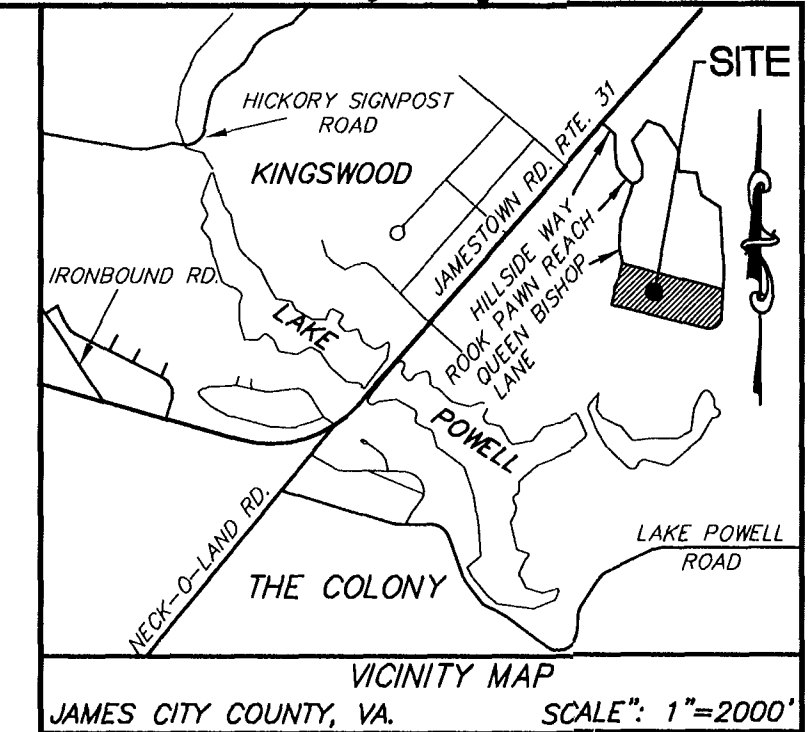 SITE
HICKORY SIGNPOST
ROAD
KINGSWOOD
JAMESTOWN RD. RTE. 31
HILLSIDE WAY
ROOK PAWN REACH
QUEEN BISHOP
LANE
IRONBOUND RD.
LAKE
POWELL
NECK-O-LAND RD.
THE COLONY
LAKE POWELL
ROAD
VICINITY MAP
JAMES CITY COUNTY, VA. SCALE": 1"=2000'